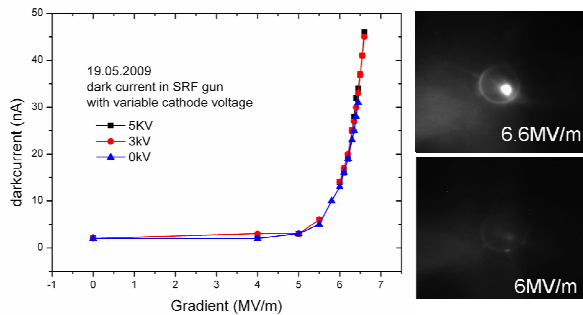 50
40
30
20
10
0
darkcurrent (nA)
19.05.2009
dark current in SRF gun
with variable cathode voltage
5KV
3kV
0kV
-1 0 1 2 3 4 5 6 7
Gradient (MV/m)
6.6MV/m
6MV/m